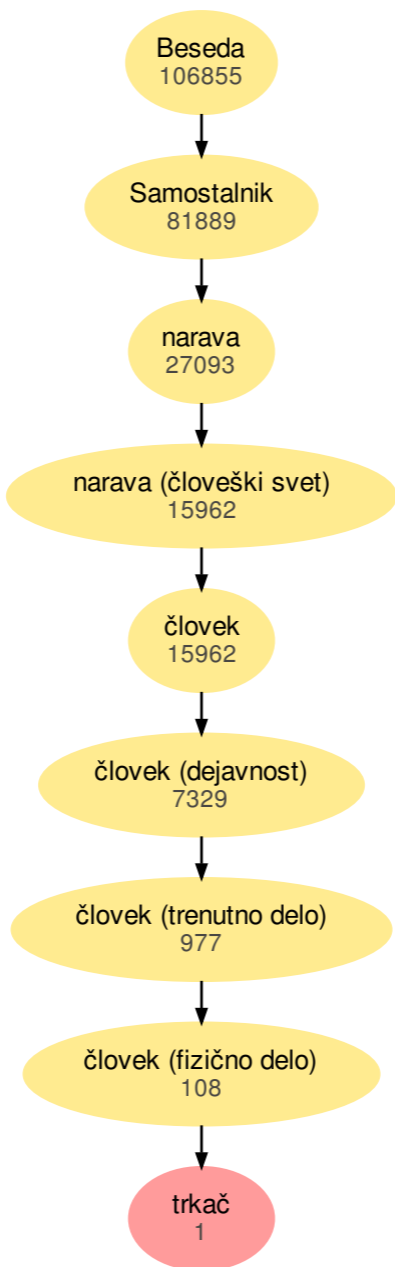 Beseda
106855
Samostalnik
81889
narava
27093
narava (človeški svet)
15962
človek
15962
človek (dejavnost)
7329
človek (trenutno delo)
977
človek (fizično delo)
108
trkač
1